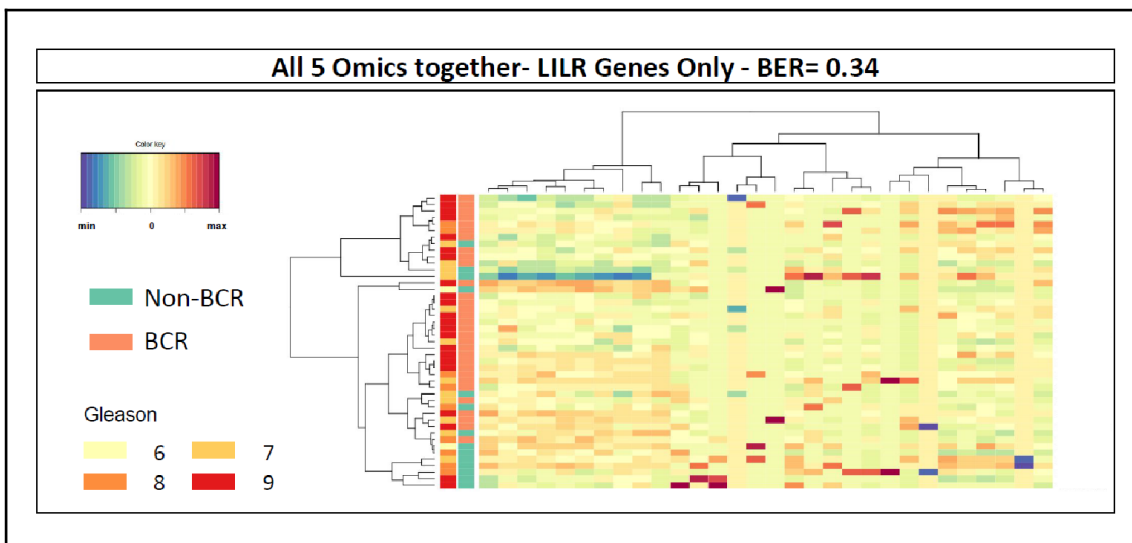 All 5 Omics together- LILR Genes Only - BER= 0.34
Color key
min 0 max
Non-BCR
BCR
Gleason
6 7
8 9